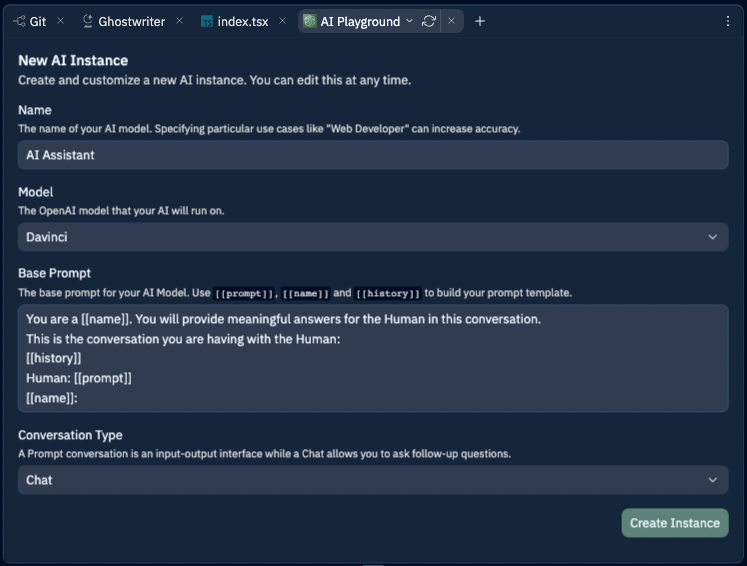 Git
Ghostwriter
index.tsx
AI Playground
New AI Instance
Create and customize a new AI instance. You can edit this at any time.
Name
The name of your AI model. Specifying particular use cases like "Web Developer" can increase accuracy.
AI Assistant
Model
The OpenAI model that your AI will run on.
Davinci
Base Prompt
The base prompt for your AI Model. Use [[prompt]], [[name]] and [[history]] to build your prompt template.
You are a [[name]]. You will provide meaningful answers for the Human in this conversation.
This is the conversation you are having with the Human:
[[history]]
Human: [[prompt]]
[[name]]:
Conversation Type
A Prompt conversation is an input-output interface while a Chat allows you to ask follow-up questions.
Chat
Create Instance